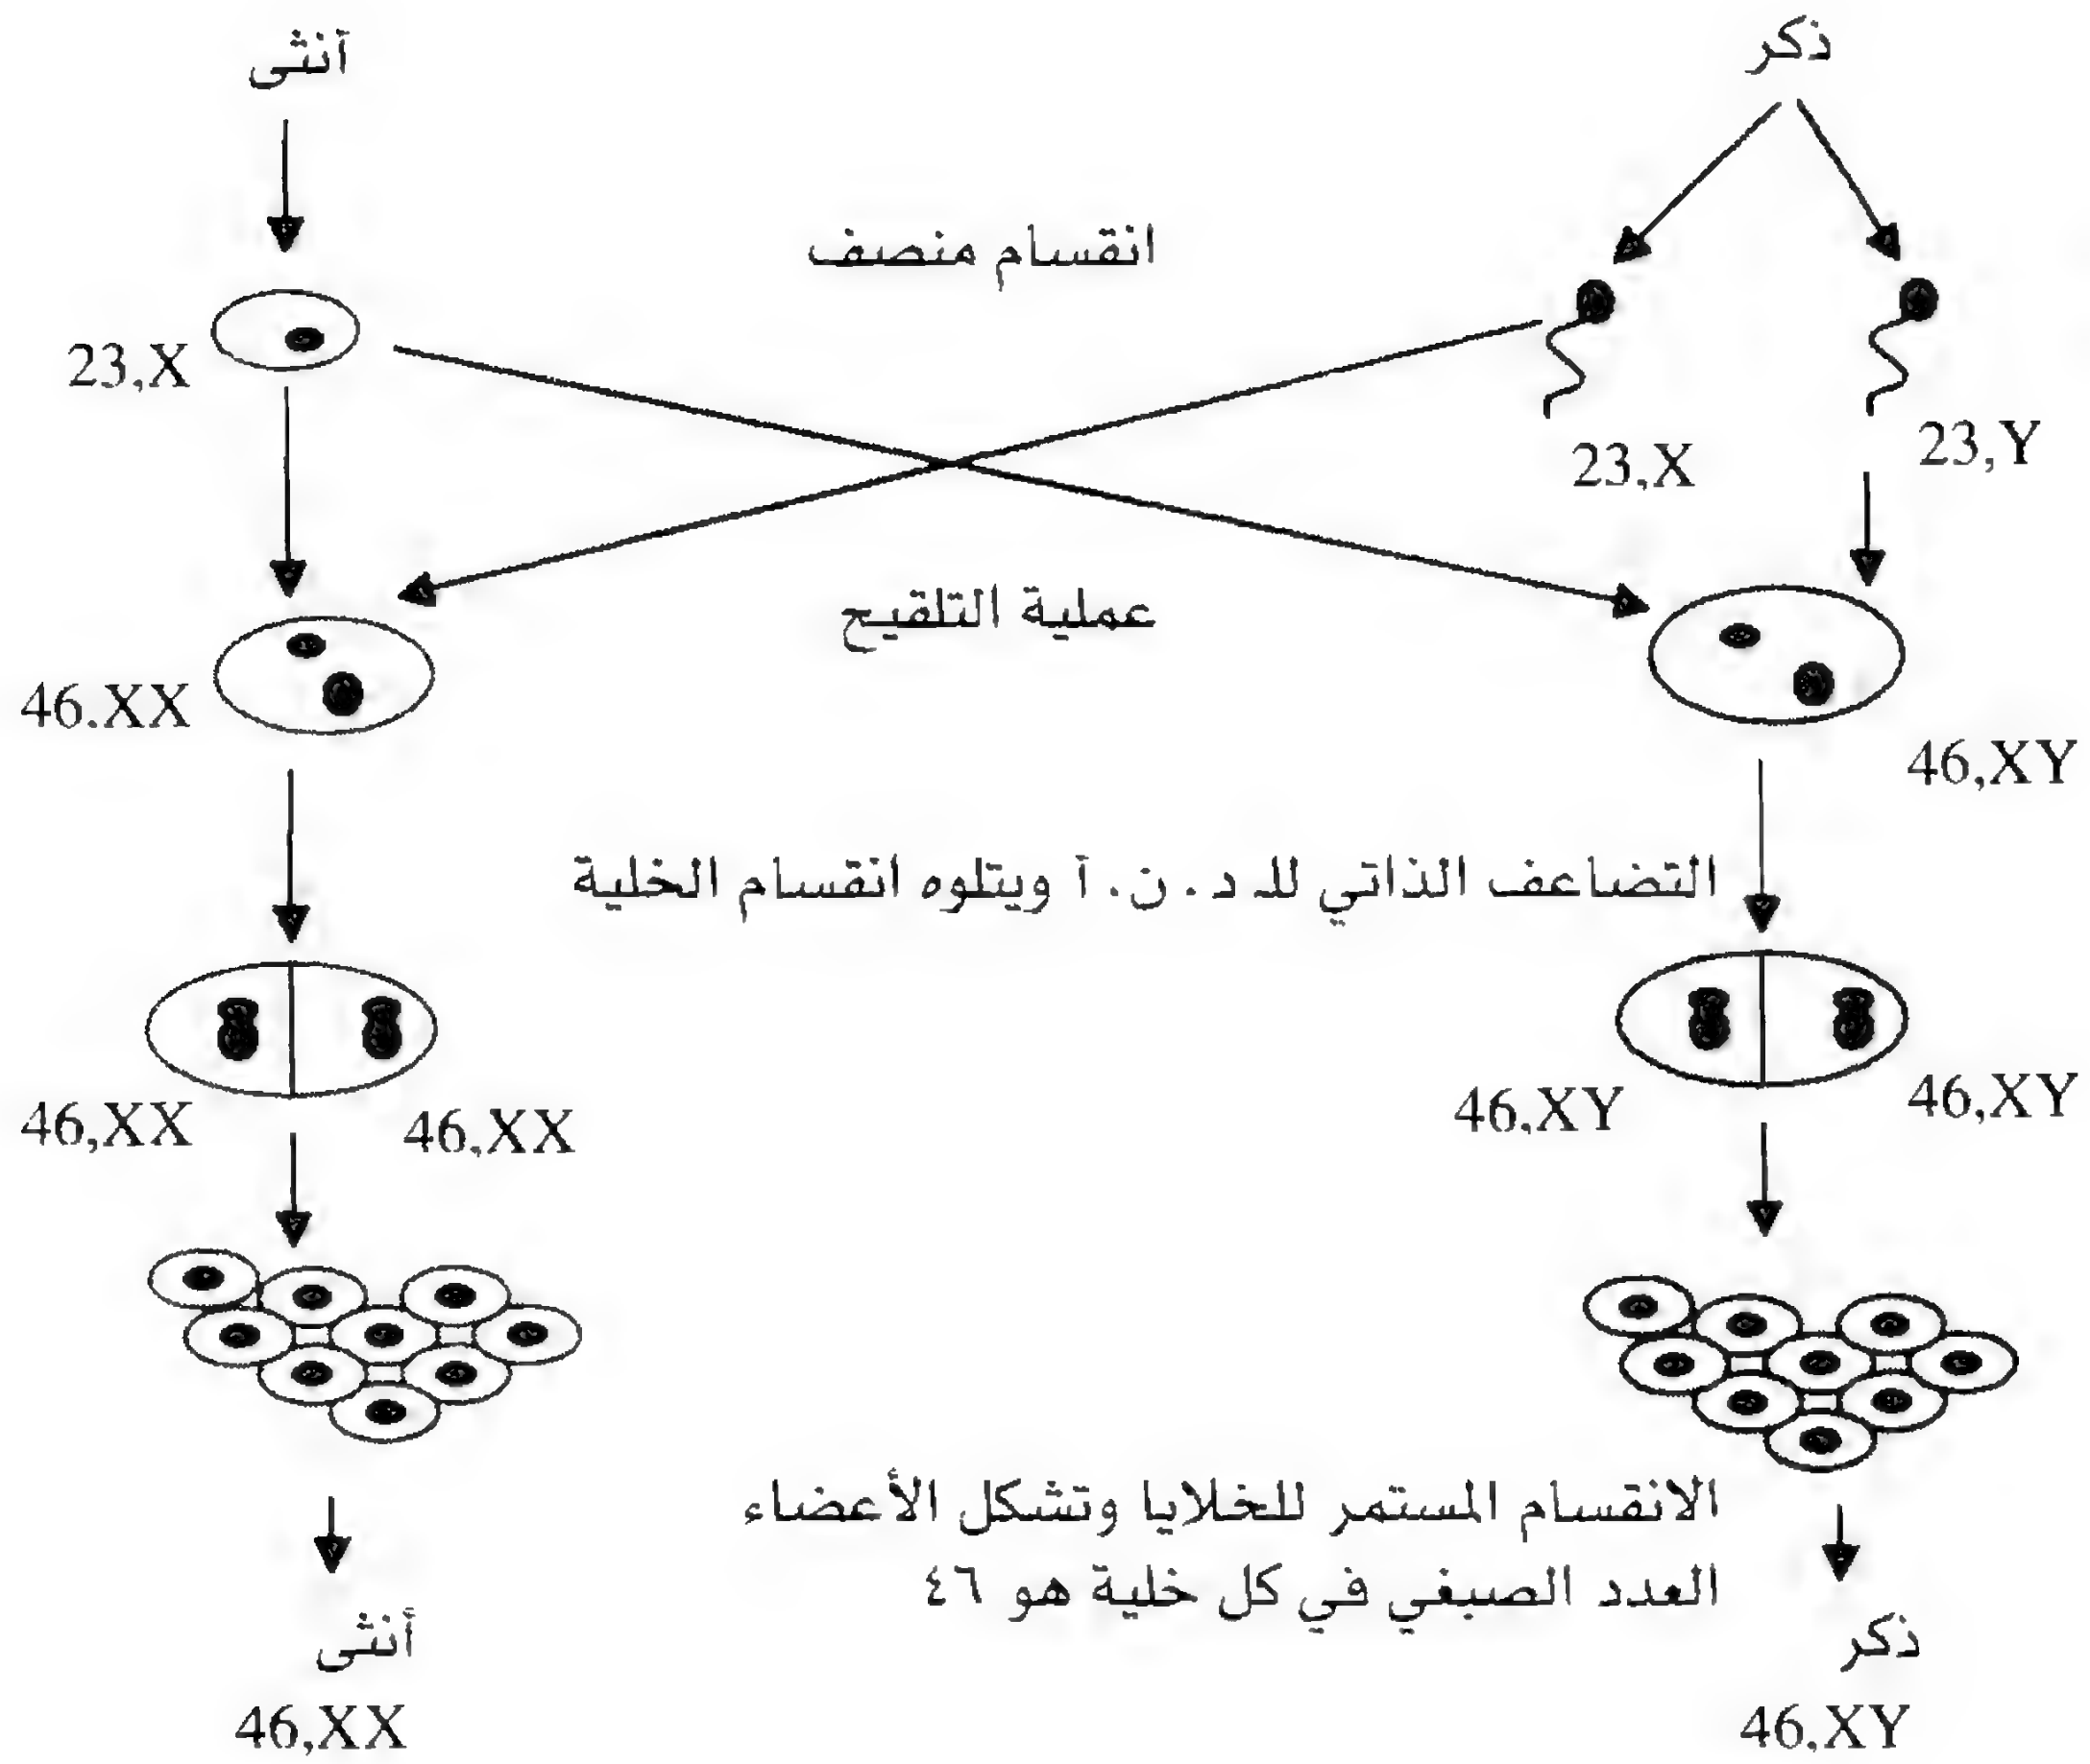 ذكر
آنثى
انقسام منصف
23,X
23,X
23,Y
عملية التلقيح
46.XX
46,XY
التضاعف الذاتي للـ د . ن . آ ويتلوه انقسام الخلية
46,XX
46.XX
46.XY
46,XY
الانقسام المستمر للخلايا وتشكل الأعضاء
العدد الصبغي في كل خلية هو ٤٦
ذكر
46,XY
أنثى
46,XX